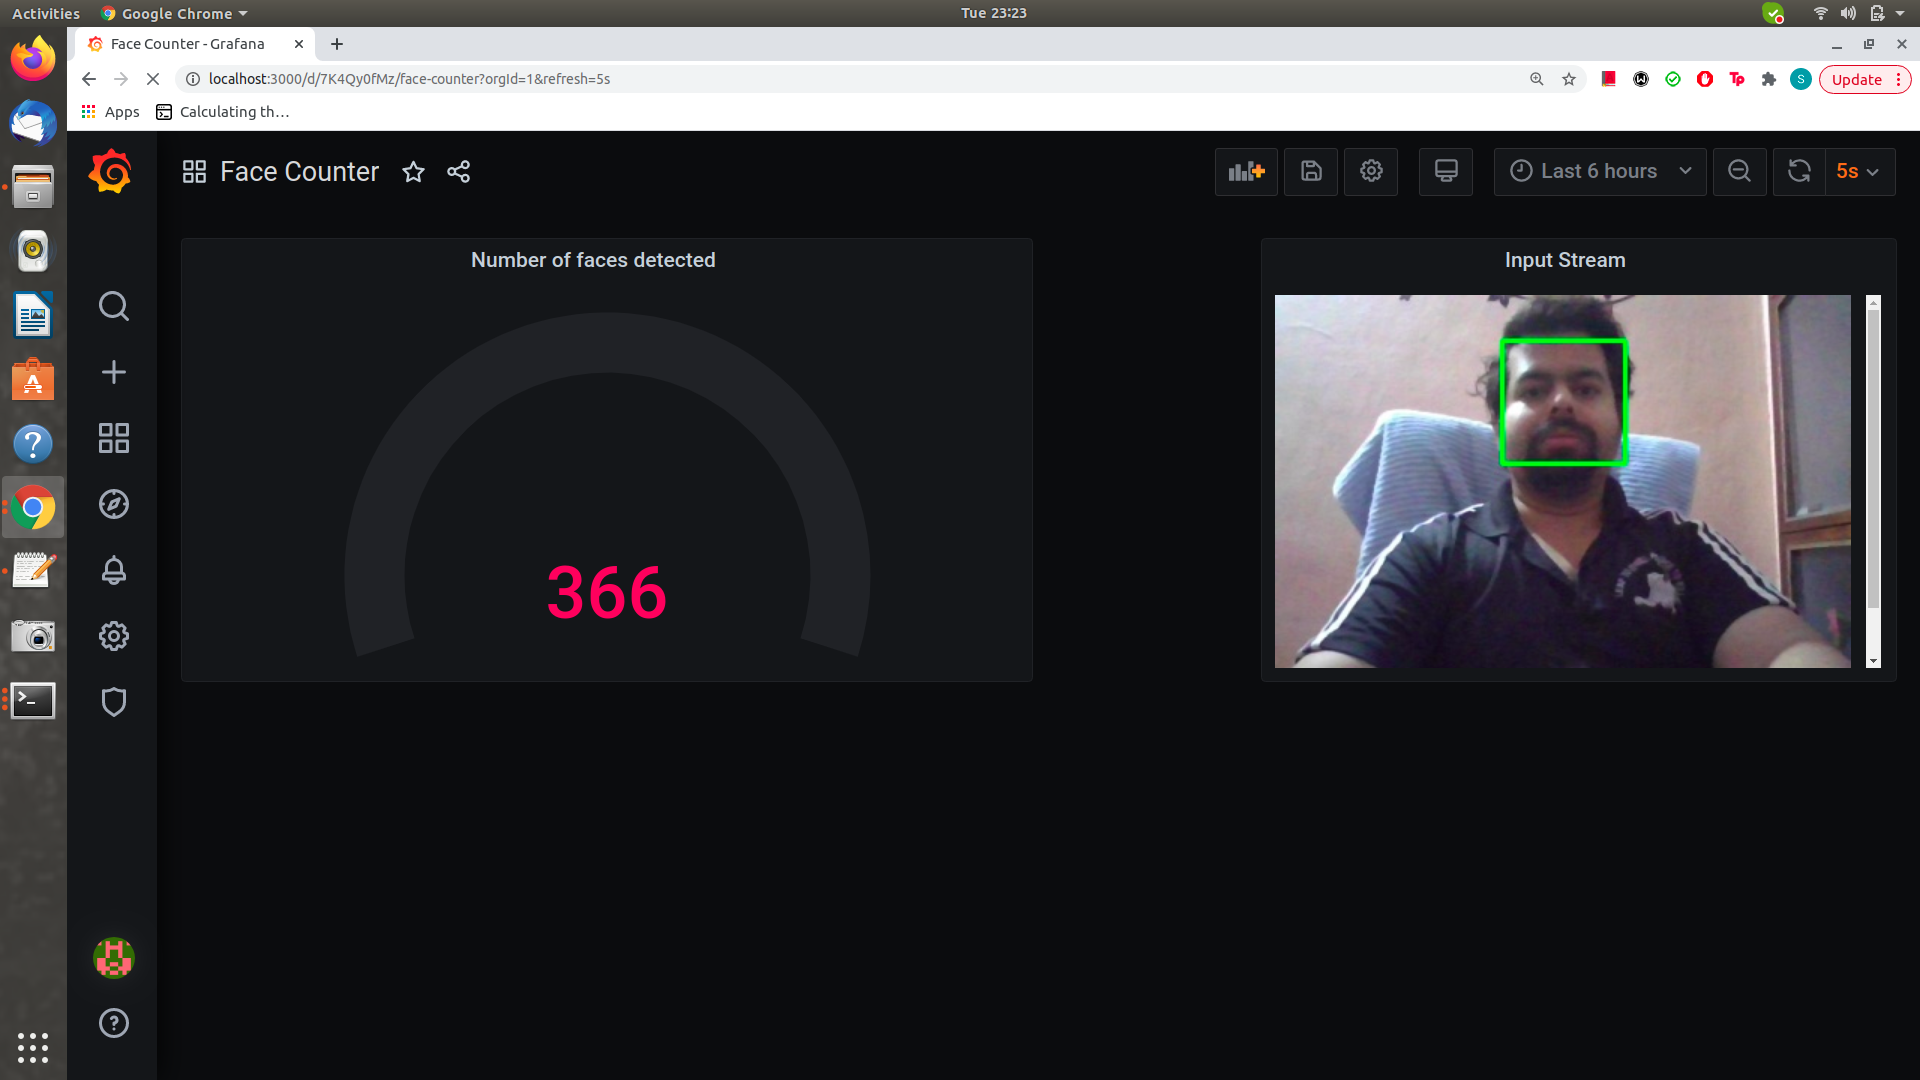 Activities
Google Chrome
Tue 23:23
Face Counter - Grafana
localhost:3000/d/7K4Qy0fMz/face-counter?orgId=1&refresh=5s
Tp
S
Update
Apps
Calculating th…
Face Counter
Last 6 hours
5s
Number of faces detected
366
Input Stream